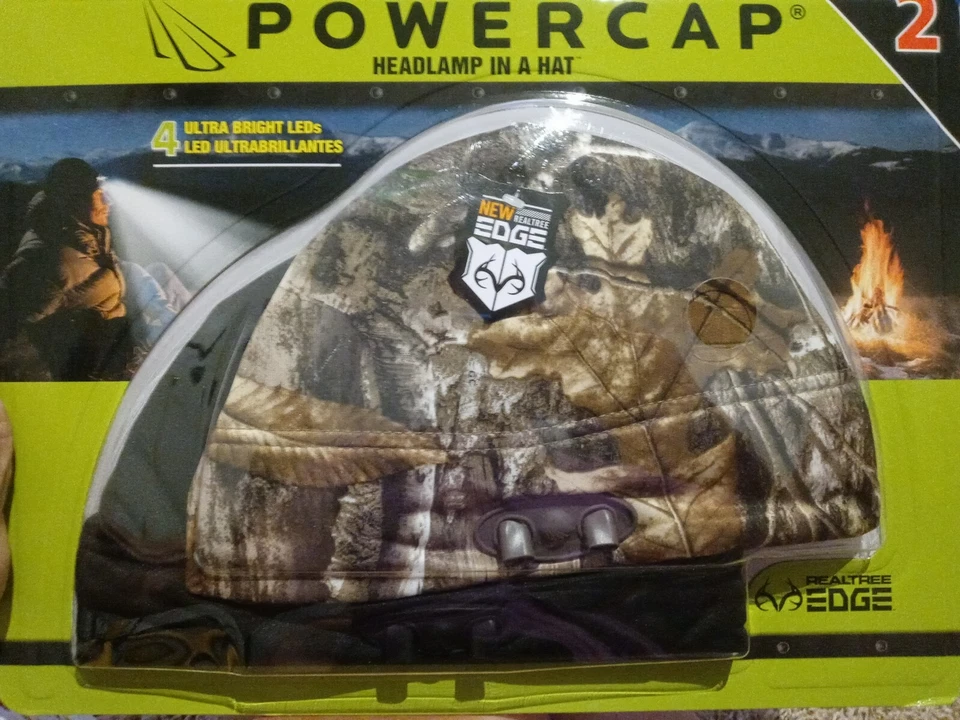 POWERCAP®
HEADLAMP IN A HAT™
2
4 ULTRA BRIGHT LEDs
LED ULTRABRILLANTES
NEW
REALTREE
EDGE
REALTREE
EDGE